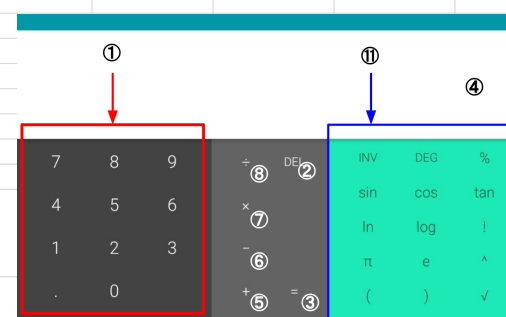 ① ⑪
④
7 8 9 ÷ ⑧ DEL ② INV DEG %
4 5 6 × ⑦ sin cos tan
1 2 3 − ⑥ ln log !
π e ^
. 0 + ⑤ = ③ ( ) √